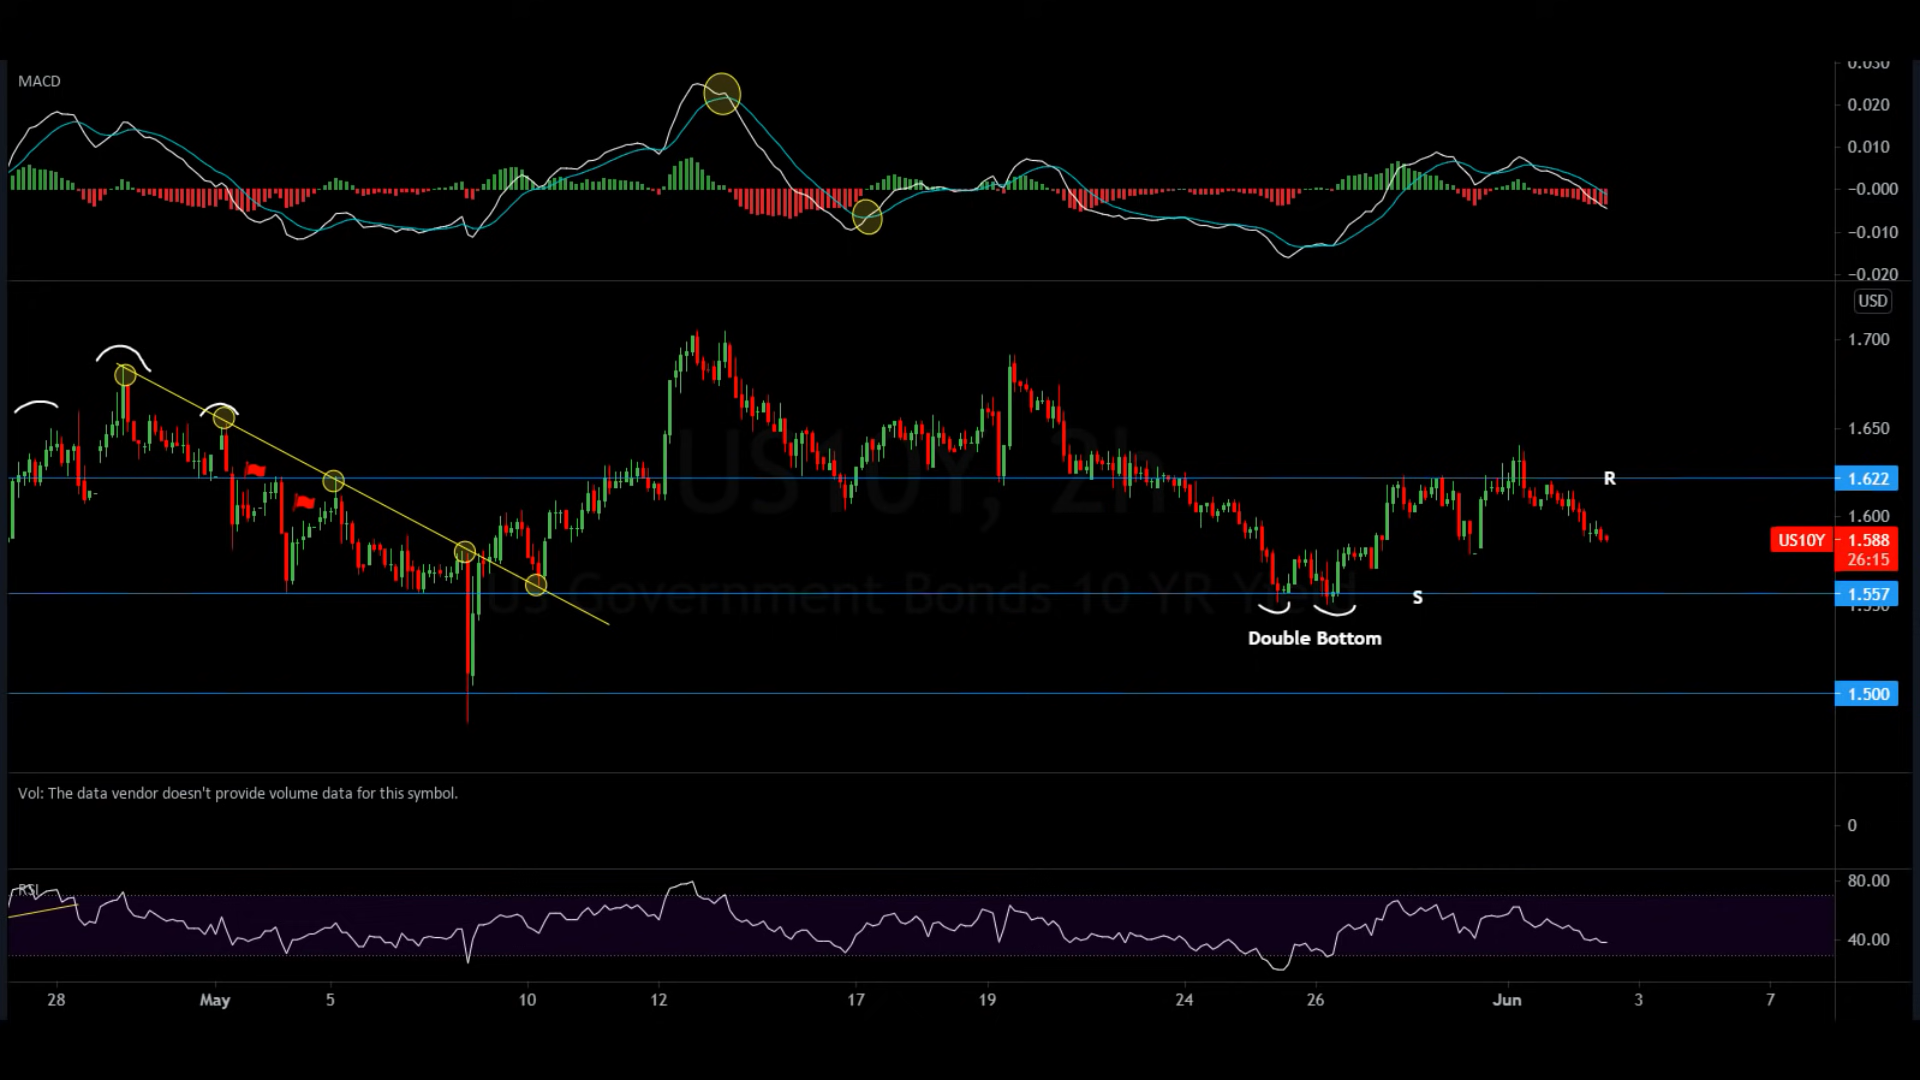 MACD
0.030
0.020
0.010
−0.000
−0.010
−0.020
USD
1.700
1.650
1.622
R
1.600
US10Y
1.588
26:15
1.557
1.550
S
Double Bottom
1.500
US10Y, 2h
US Government Bonds 10 YR Yield
Vol: The data vendor doesn't provide volume data for this symbol.
0
RSI
80.00
40.00
28 May 5 10 12 17 19 24 26 Jun 3 7